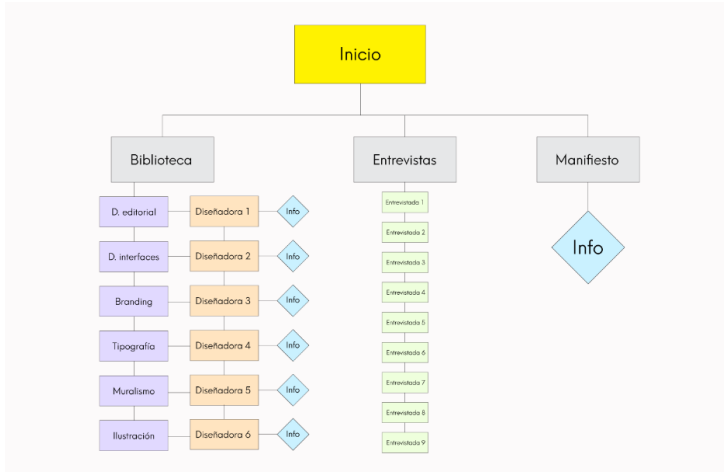 Inicio
Biblioteca
Entrevistas
Manifiesto
D. editorial
Diseñadora 1
Info
D. interfaces
Diseñadora 2
Info
Branding
Diseñadora 3
Info
Tipografía
Diseñadora 4
Info
Muralismo
Diseñadora 5
Info
Ilustración
Diseñadora 6
Info
Entrevistada 1
Entrevistada 2
Entrevistada 3
Entrevistada 4
Entrevistada 5
Entrevistada 6
Entrevistada 7
Entrevistada 8
Entrevistada 9
Info